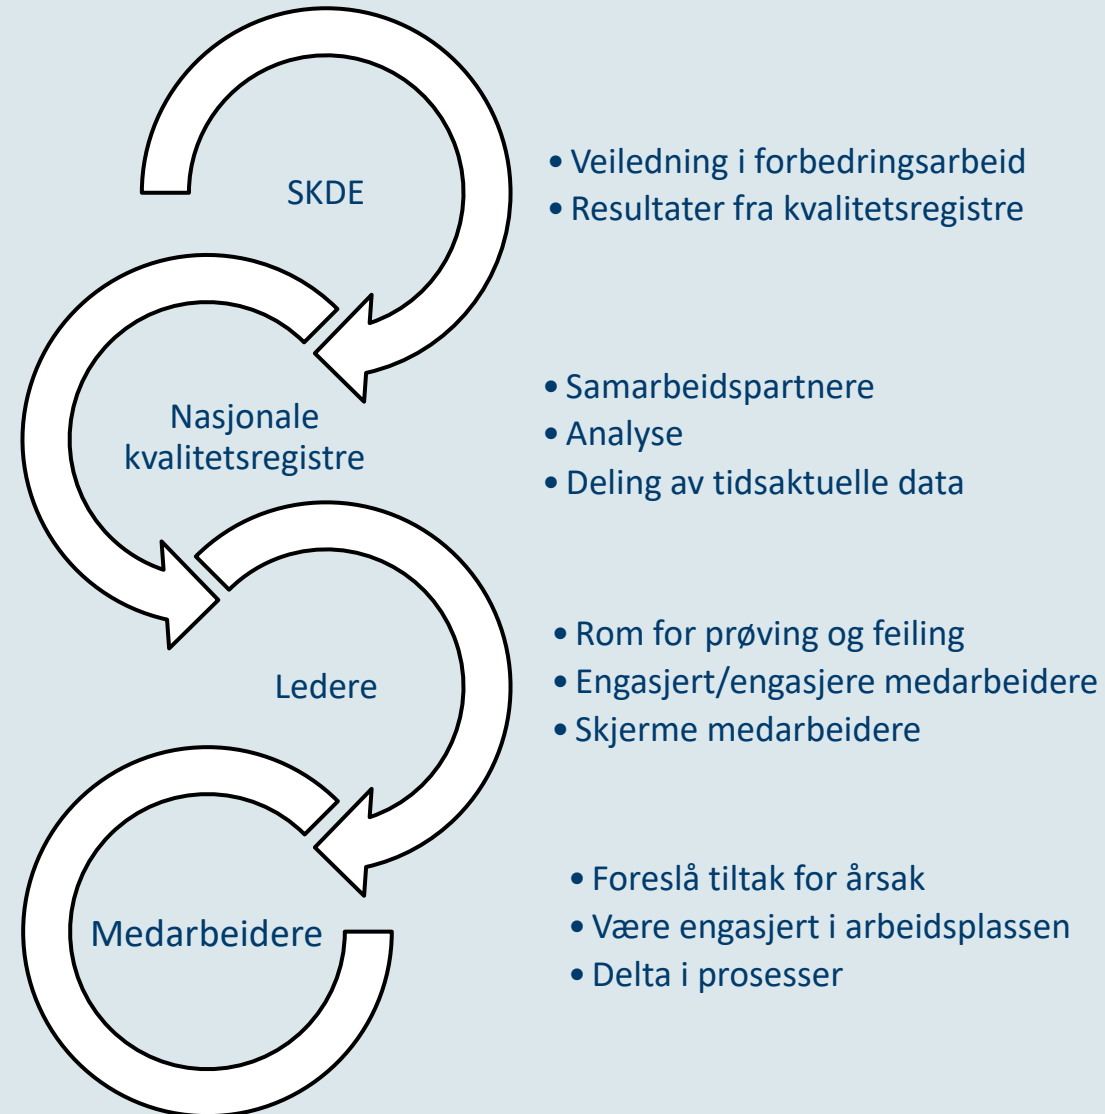 SKDE
• Veiledning i forbedringsarbeid
• Resultater fra kvalitetsregistre
Nasjonale
kvalitetsregistre
• Samarbeidspartnere
• Analyse
• Deling av tidsaktuelle data
Ledere
• Rom for prøving og feiling
• Engasjert/engasjere medarbeidere
• Skjerme medarbeidere
Medarbeidere
• Foreslå tiltak for årsak
• Være engasjert i arbeidsplassen
• Delta i prosesser